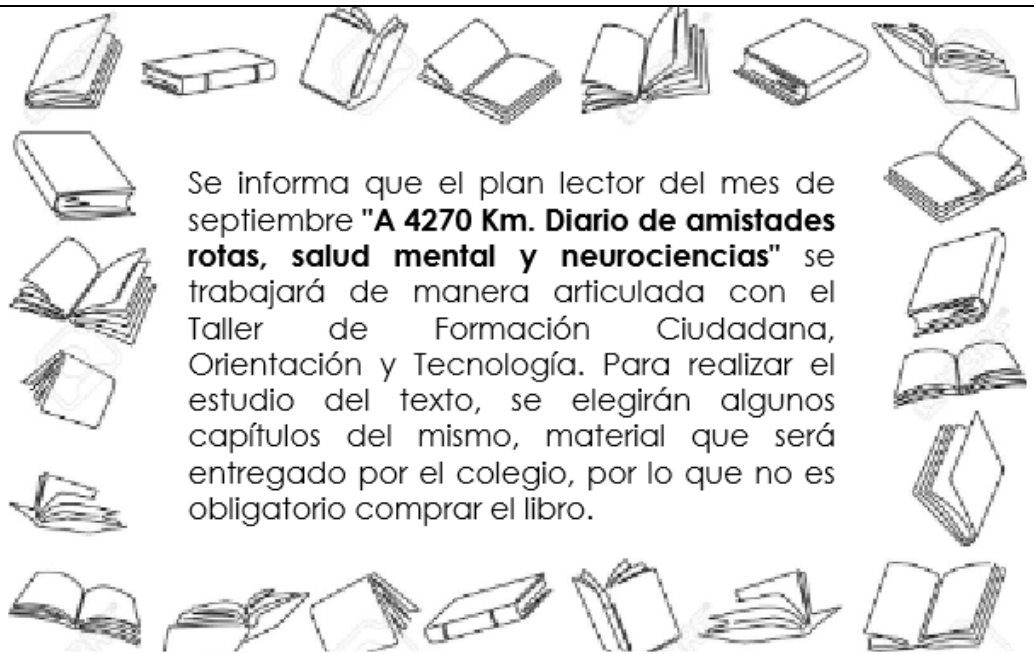 Se informa que el plan lector del mes de
septiembre "A 4270 Km. Diario de amistades
rotas, salud mental y neurociencias" se
trabajará de manera articulada con el
Taller de Formación Ciudadana,
Orientación y Tecnología. Para realizar el
estudio del texto, se elegirán algunos
capítulos del mismo, material que será
entregado por el colegio, por lo que no es
obligatorio comprar el libro.